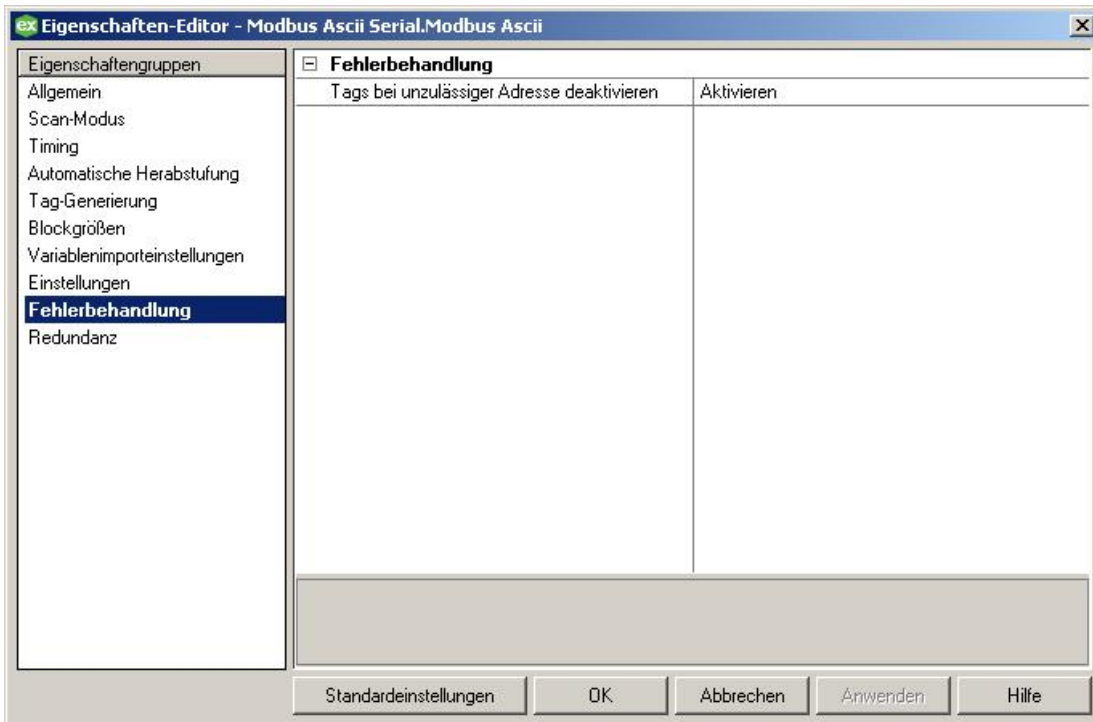 ex Eigenschaften-Editor - Modbus Ascii Serial.Modbus Ascii
Eigenschaftengruppen
Allgemein
Scan-Modus
Timing
Automatische Herabstufung
Tag-Generierung
Blockgrößen
Variablenimporteinstellungen
Einstellungen
Fehlerbehandlung
Redundanz
Fehlerbehandlung
Tags bei unzulässiger Adresse deaktivieren Aktivieren
Standardeinstellungen OK Abbrechen Anwenden Hilfe